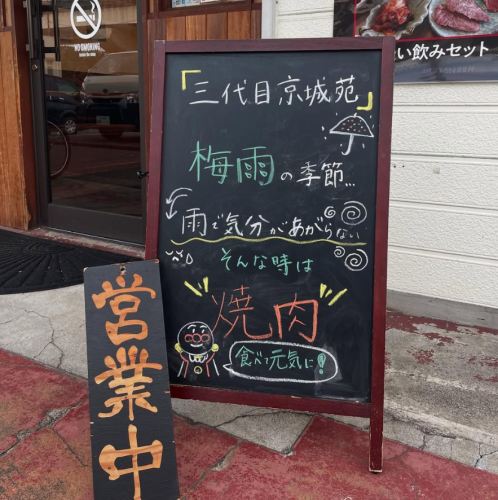 NO SMOKING
い飲みセット
「三代目京城苑」
梅雨の季節...
雨で気分があがらない
そんな時は
焼肉
食べて元気に!
営業中